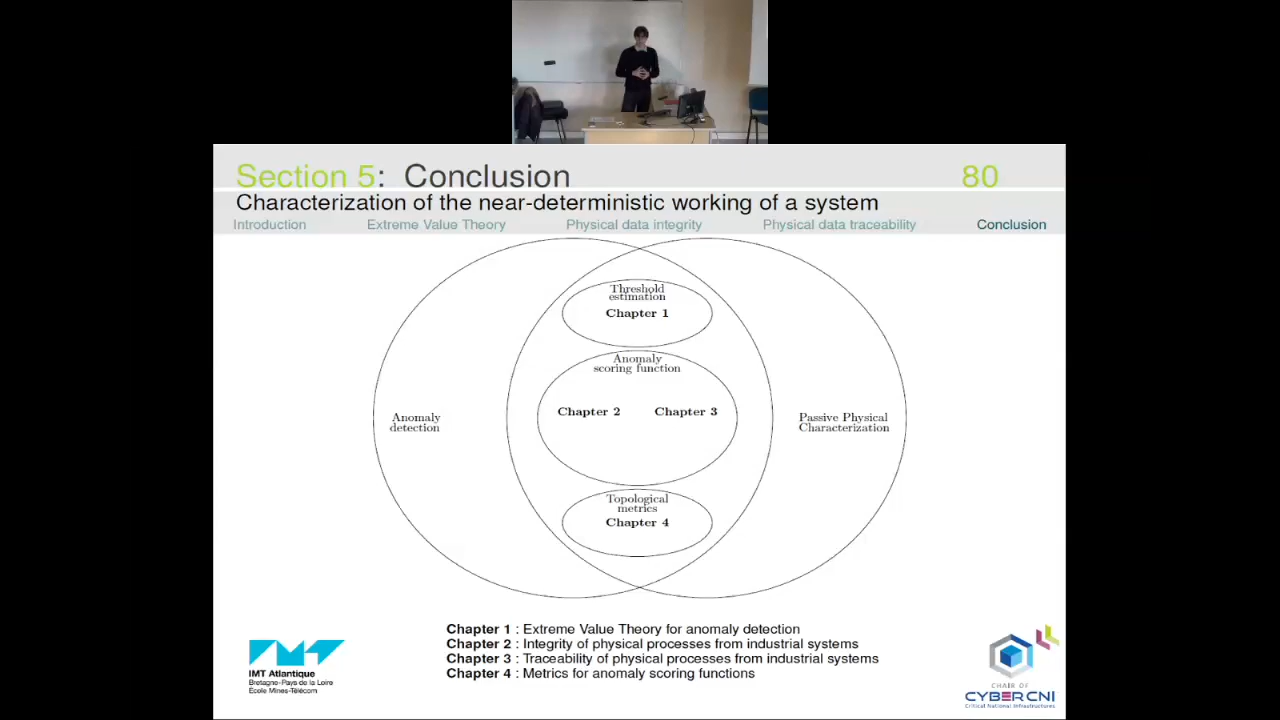 Section 5: Conclusion
80
Characterization of the near-deterministic working of a system
Introduction
Extreme Value Theory
Physical data integrity
Physical data traceability
Conclusion
Threshold
estimation
Chapter 1
Anomaly
scoring function
Chapter 2
Chapter 3
Anomaly
detection
Passive Physical
Characterization
Topological
metrics
Chapter 4
Chapter 1 : Extreme Value Theory for anomaly detection
Chapter 2 : Integrity of physical processes from industrial systems
Chapter 3 : Traceability of physical processes from industrial systems
Chapter 4 : Metrics for anomaly scoring functions
IMT Atlantique
Bretagne-Pays de la Loire
École Mines-Télécom
CHAIR OF
CYBERCNI
Critical National Infrastructures